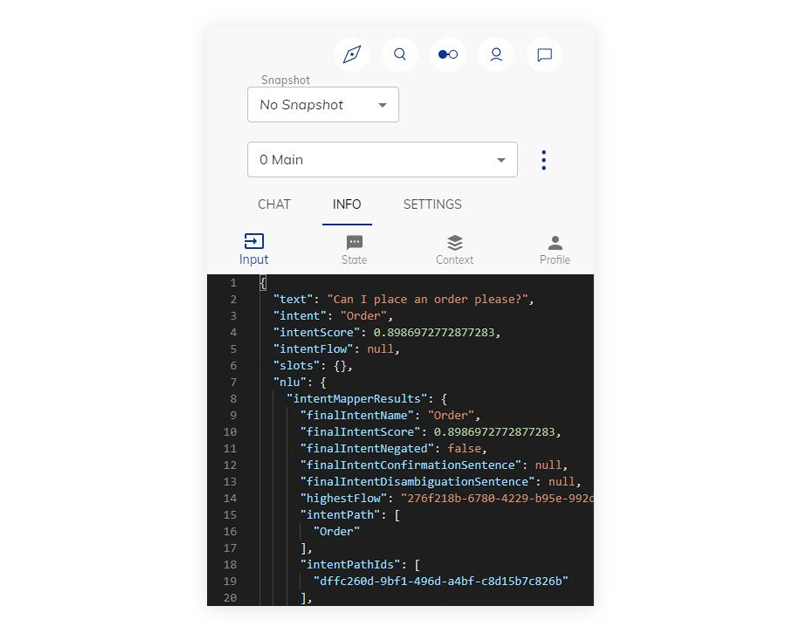 Snapshot
No Snapshot
0 Main
CHAT INFO SETTINGS
Input State Context Profile
1 {
2 "text": "Can I place an order please?",
3 "intent": "Order",
4 "intentScore": 0.8986972772877283,
5 "intentFlow": null,
6 "slots": {},
7 "nlu": {
8 "intentMapperResults": {
9 "finalIntentName": "Order",
10 "finalIntentScore": 0.8986972772877283,
11 "finalIntentNegated": false,
12 "finalIntentConfirmationSentence": null,
13 "finalIntentDisambiguationSentence": null,
14 "highestFlow": "276f218b-6780-4229-b95e-992d
15 "intentPath": [
16 "Order"
17 ],
18 "intentPathIds": [
19 "dffc260d-9bf1-496d-a4bf-c8d15b7c826b"
20 ],